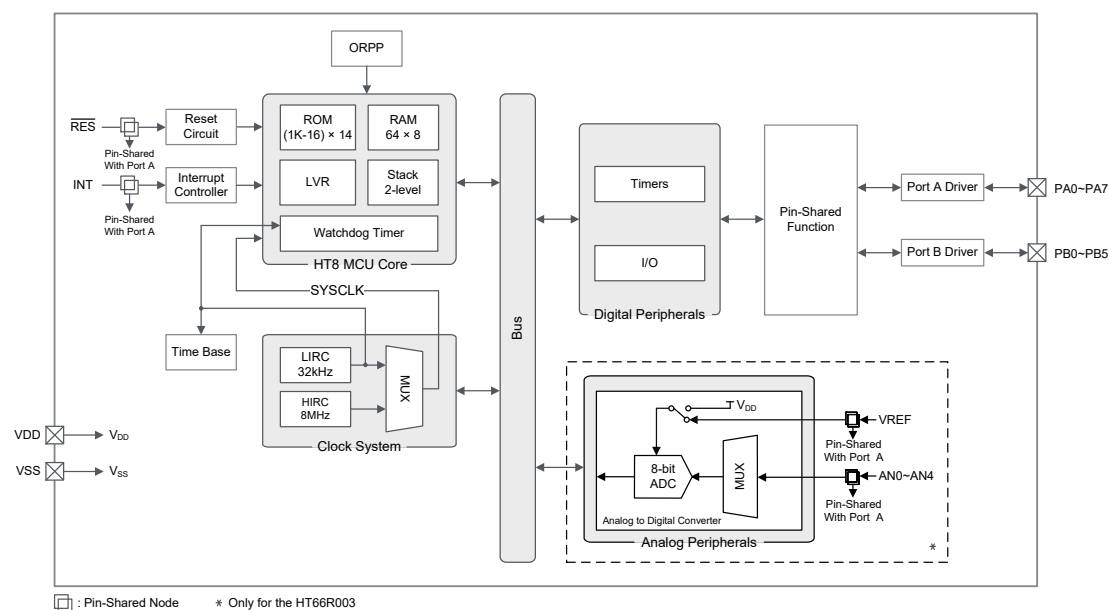 ORPP
RES
Pin-Shared
With Port A
Reset
Circuit
INT
Pin-Shared
With Port A
Interrupt
Controller
ROM
(1K-16) × 14
RAM
64 × 8
LVR
Stack
2-level
Watchdog Timer
HT8 MCU Core
SYSCLK
Time Base
LIRC
32kHz
HIRC
8MHz
MUX
Clock System
VDD
VDD
VSS
VSS
Bus
Timers
I/O
Digital Peripherals
Pin-Shared
Function
Port A Driver
PA0~PA7
Port B Driver
PB0~PB5
VDD
VREF
Pin-Shared
With Port A
8-bit
ADC
MUX
AN0~AN4
Pin-Shared
With Port A
Analog to Digital Converter
Analog Peripherals
*
: Pin-Shared Node
* Only for the HT66R003